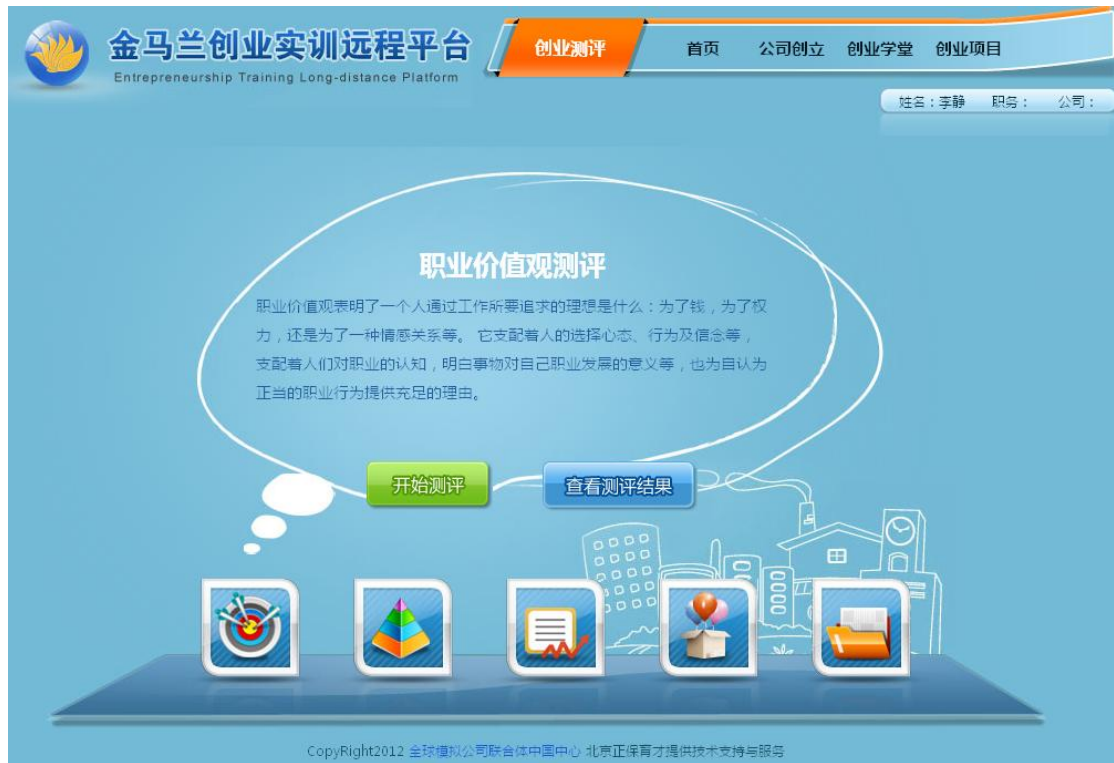 金马兰创业实训远程平台
Entrepreneurship Training Long-distance Platform
创业测评 首页 公司创立 创业学堂 创业项目
姓名：李静 职务： 公司：
职业价值观测评
职业价值观表明了一个人通过工作所要追求的理想是什么：为了钱，为了权
力，还是为了一种情感关系等。 它支配着人的选择心态、行为及信念等，
支配着人们对职业的认知，明白事物对自己职业发展的意义等，也为自认为
正当的职业行为提供充足的理由。
开始测评 查看测评结果
CopyRight2012 全球模拟公司联合体中国中心 北京正保育才提供技术支持与服务